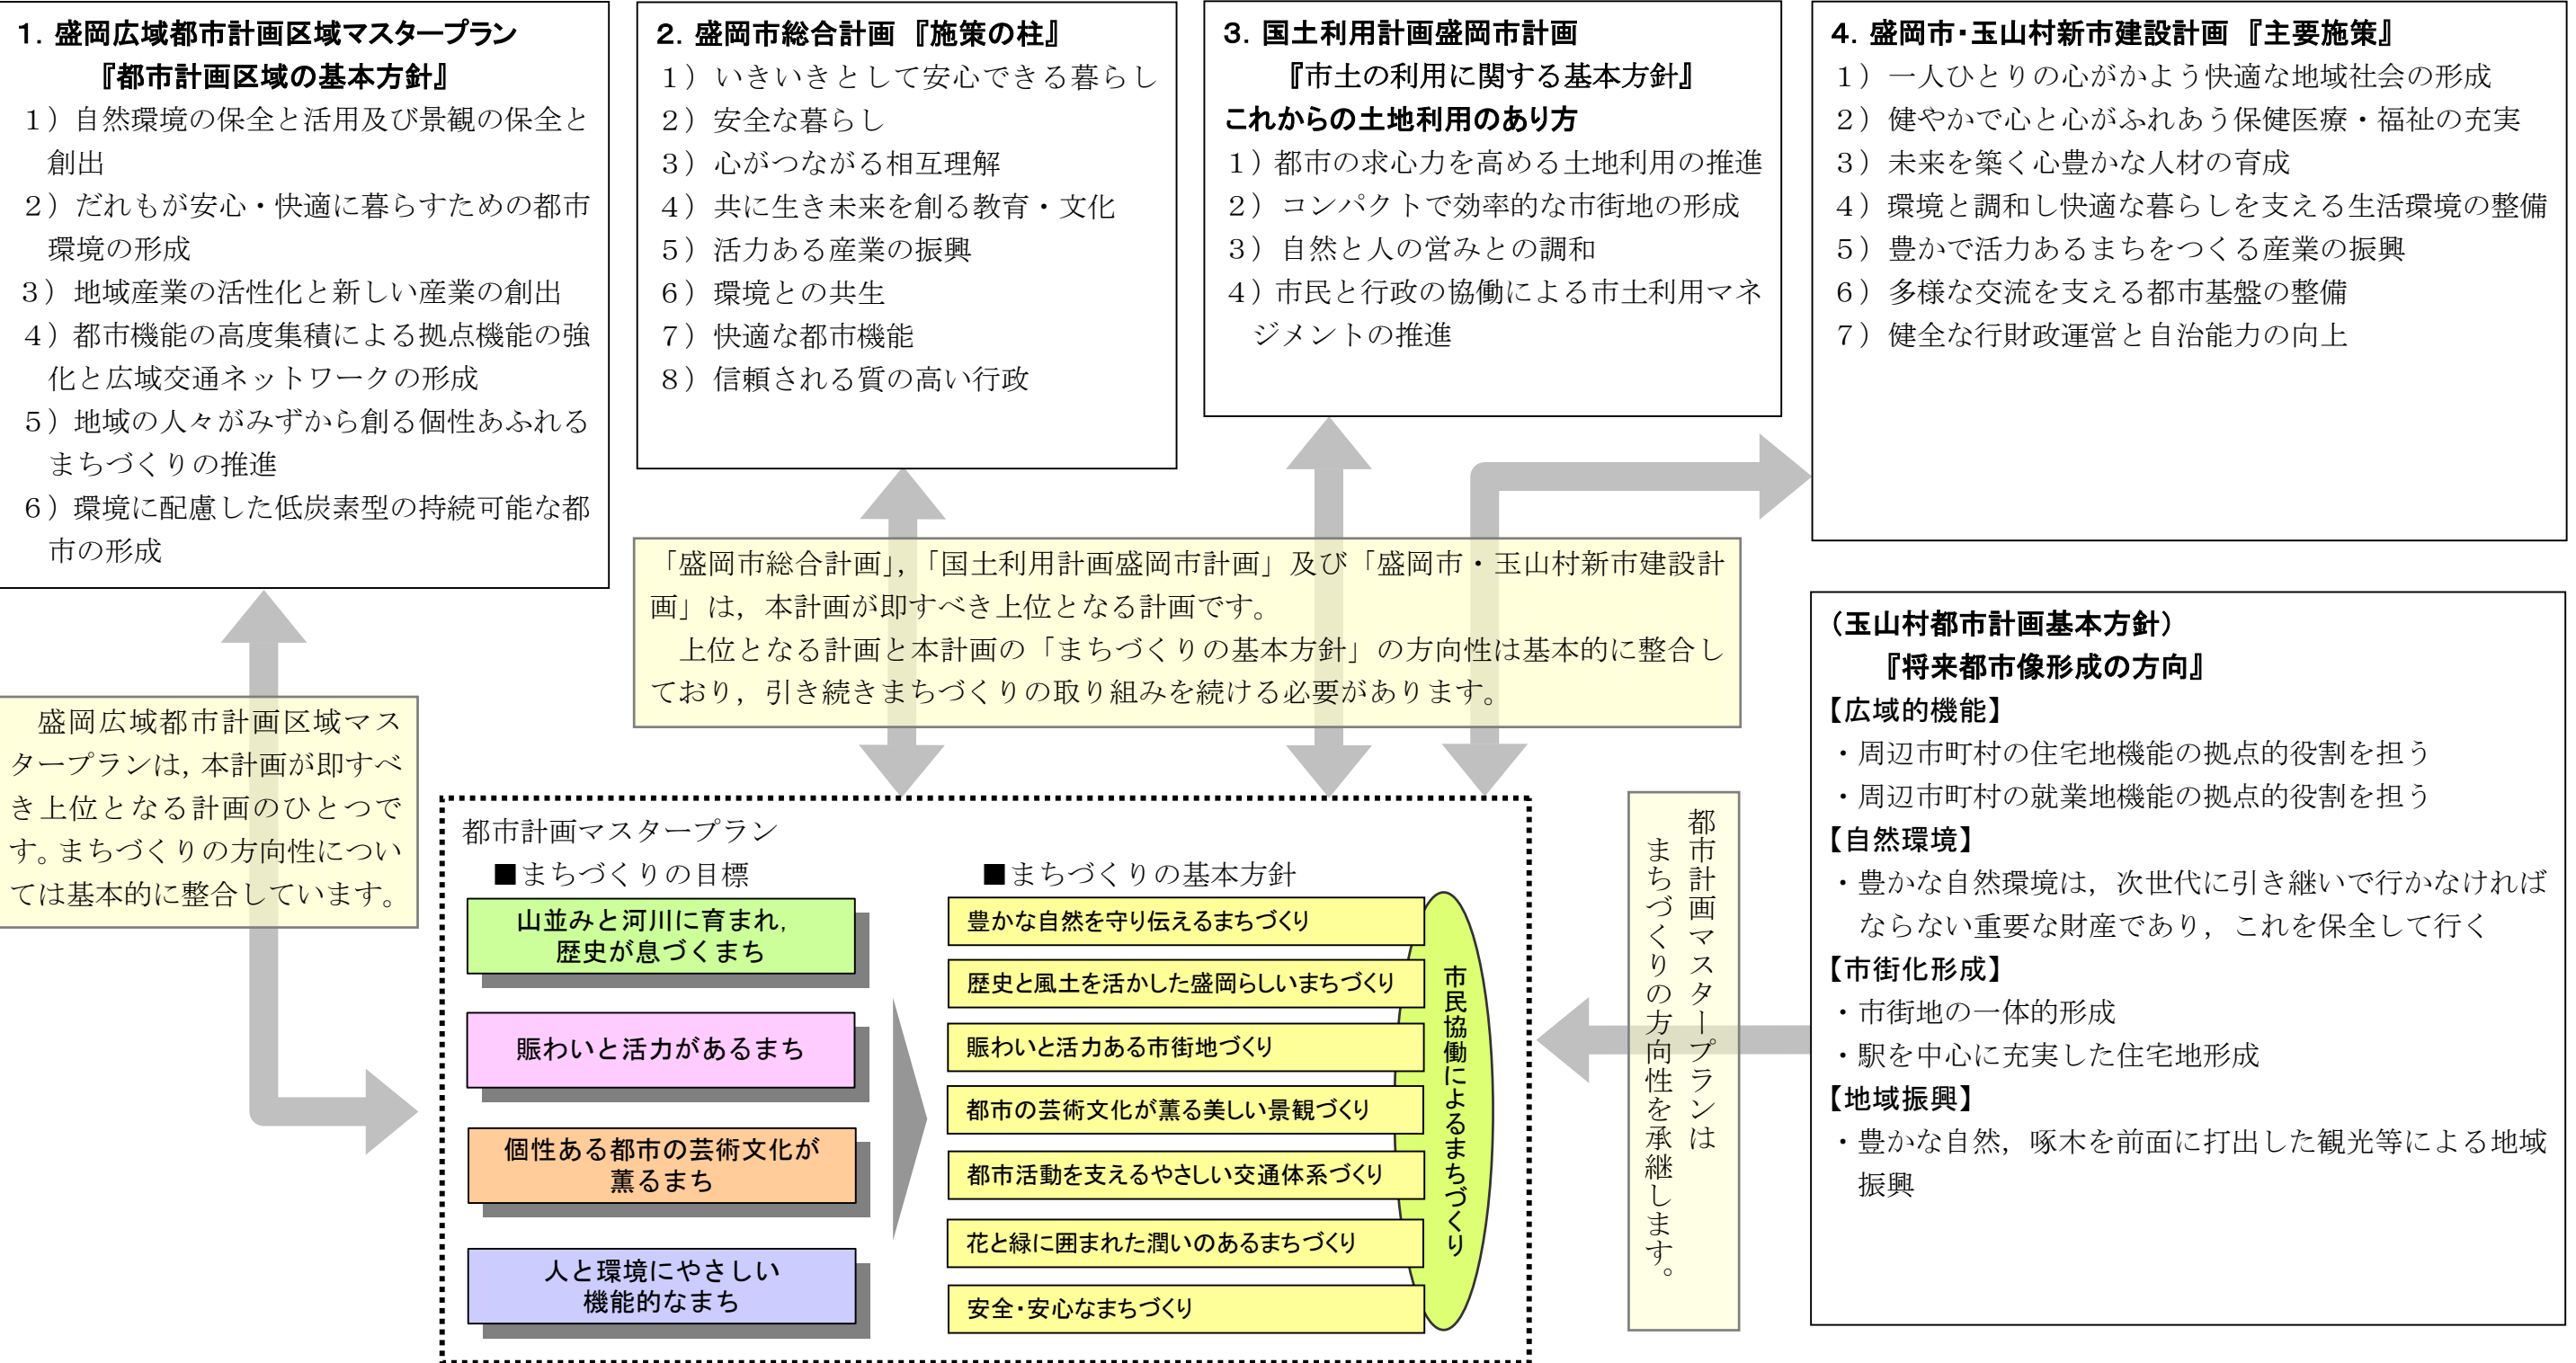 1．盛岡広域都市計画区域マスタープラン
『都市計画区域の基本方針』
1）自然環境の保全と活用及び景観の保全と
創出
2）だれもが安心・快適に暮らすための都市
環境の形成
3）地域産業の活性化と新しい産業の創出
4）都市機能の高度集積による拠点機能の強
化と広域交通ネットワークの形成
5）地域の人々がみずから創る個性あふれる
まちづくりの推進
6）環境に配慮した低炭素型の持続可能な都
市の形成
2．盛岡市総合計画『施策の柱』
1）いきいきとして安心できる暮らし
2）安全な暮らし
3）心がつながる相互理解
4）共に生き未来を創る教育・文化
5）活力ある産業の振興
6）環境との共生
7）快適な都市機能
8）信頼される質の高い行政
3．国土利用計画盛岡市計画
『市土の利用に関する基本方針』
これからの土地利用のあり方
1）都市の求心力を高める土地利用の推進
2）コンパクトで効率的な市街地の形成
3）自然と人の営みとの調和
4）市民と行政の協働による市土利用マネ
ジメントの推進
4．盛岡市・玉山村新市建設計画『主要施策』
1）一人ひとりの心がかよう快適な地域社会の形成
2）健やかで心と心がふれあう保健医療・福祉の充実
3）未来を築く心豊かな人材の育成
4）環境と調和し快適な暮らしを支える生活環境の整備
5）豊かで活力あるまちをつくる産業の振興
6）多様な交流を支える都市基盤の整備
7）健全な行財政運営と自治能力の向上
「盛岡市総合計画」，「国土利用計画盛岡市計画」及び「盛岡市・玉山村新市建設計
画」は，本計画が即すべき上位となる計画です。
上位となる計画と本計画の「まちづくりの基本方針」の方向性は基本的に整合し
ており，引き続きまちづくりの取り組みを続ける必要があります。
盛岡広域都市計画区域マス
タープランは，本計画が即すべ
き上位となる計画のひとつで
す。まちづくりの方向性につい
ては基本的に整合しています。
都市計画マスタープラン
■まちづくりの目標
山並みと河川に育まれ，
歴史が息づくまち
賑わいと活力があるまち
個性ある都市の芸術文化が
薫るまち
人と環境にやさしい
機能的なまち
■まちづくりの基本方針
豊かな自然を守り伝えるまちづくり
歴史と風土を活かした盛岡らしいまちづくり
賑わいと活力ある市街地づくり
都市の芸術文化が薫る美しい景観づくり
都市活動を支えるやさしい交通体系づくり
花と緑に囲まれた潤いのあるまちづくり
安全・安心なまちづくり
市民協働によるまちづくり
都市計画マスタープランは
まちづくりの方向性を承継します。
（玉山村都市計画基本方針）
『将来都市像形成の方向』
【広域的機能】
・周辺市町村の住宅地機能の拠点的役割を担う
・周辺市町村の就業地機能の拠点的役割を担う
【自然環境】
・豊かな自然環境は，次世代に引き継いで行かなければ
ならない重要な財産であり，これを保全して行く
【市街化形成】
・市街地の一体的形成
・駅を中心に充実した住宅地形成
【地域振興】
・豊かな自然，啄木を前面に打出した観光等による地域
振興